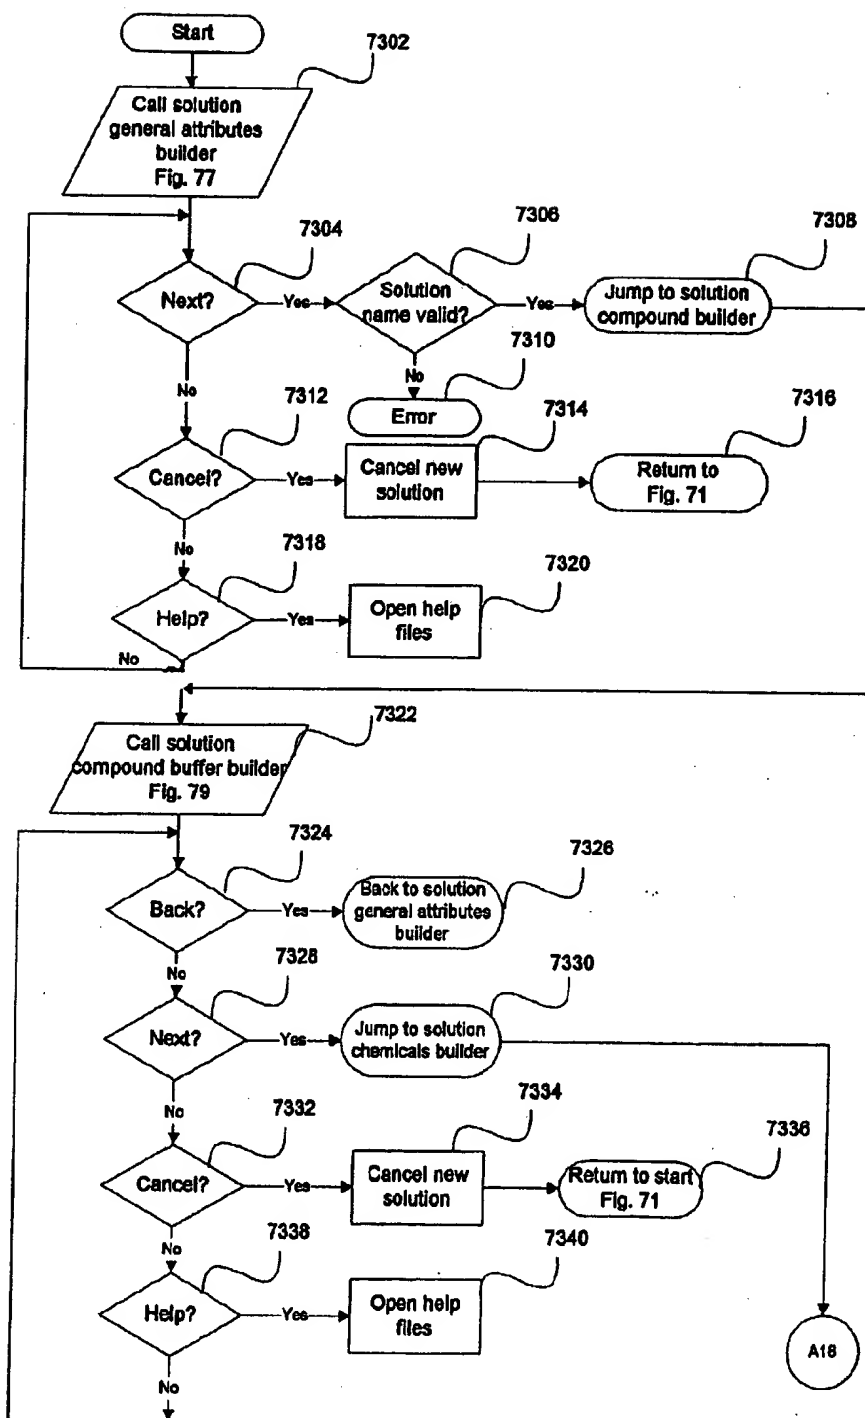 Start
7302
Call solution
general attributes
builder
Fig. 77
7304
7306
7308
Next?
Yes
Solution
name valid?
Yes
Jump to solution
compound builder
No
No
7310
Error
7312
7314
7316
Cancel?
Yes
Cancel new
solution
Return to
Fig. 71
No
7318
7320
Help?
Yes
Open help
files
No
7322
Call solution
compound buffer builder
Fig. 79
7324
7326
Back?
Yes
Back to solution
general attributes
builder
No
7328
7330
Next?
Yes
Jump to solution
chemicals builder
No
7332
7334
7336
Cancel?
Yes
Cancel new
solution
Return to start
Fig. 71
No
7338
7340
Help?
Yes
Open help
files
A18
No